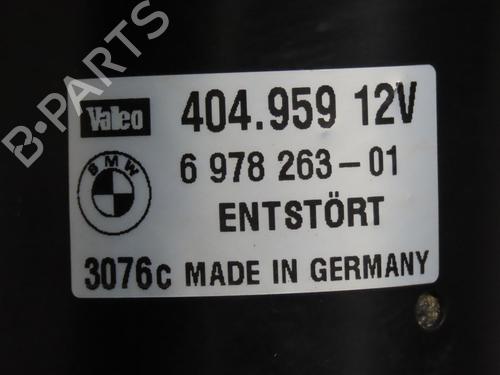 B-PARTS
Valeo 404.959 12V
BMW 6 978 263-01
ENTSTÖRT
3076c MADE IN GERMANY